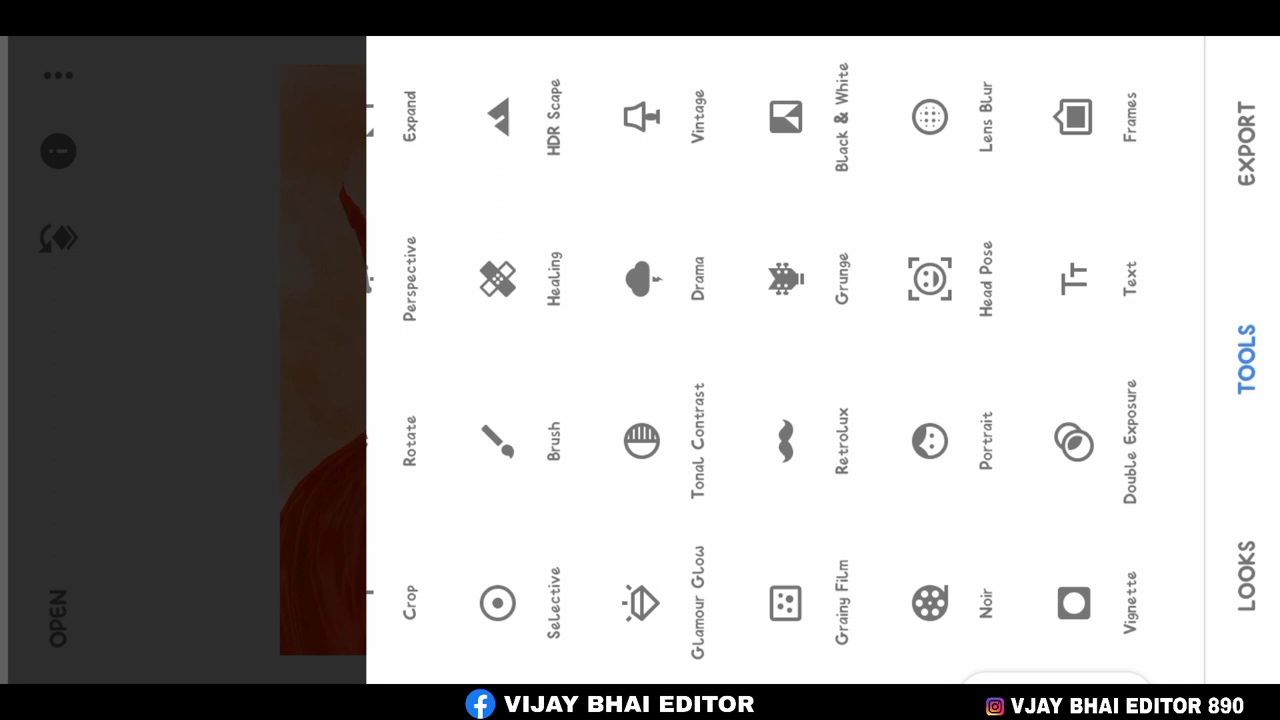 OPEN
Crop
Rotate
Perspective
Expand
Selective
Brush
Healing
HDR Scape
Glamour Glow
Tonal Contrast
Drama
Vintage
Grainy Film
Retrolux
Grunge
Black & White
Noir
Portrait
Head Pose
Lens Blur
Vignette
Double Exposure
Text
Frames
LOOKS
TOOLS
EXPORT
VIJAY BHAI EDITOR
VJAY BHAI EDITOR 890